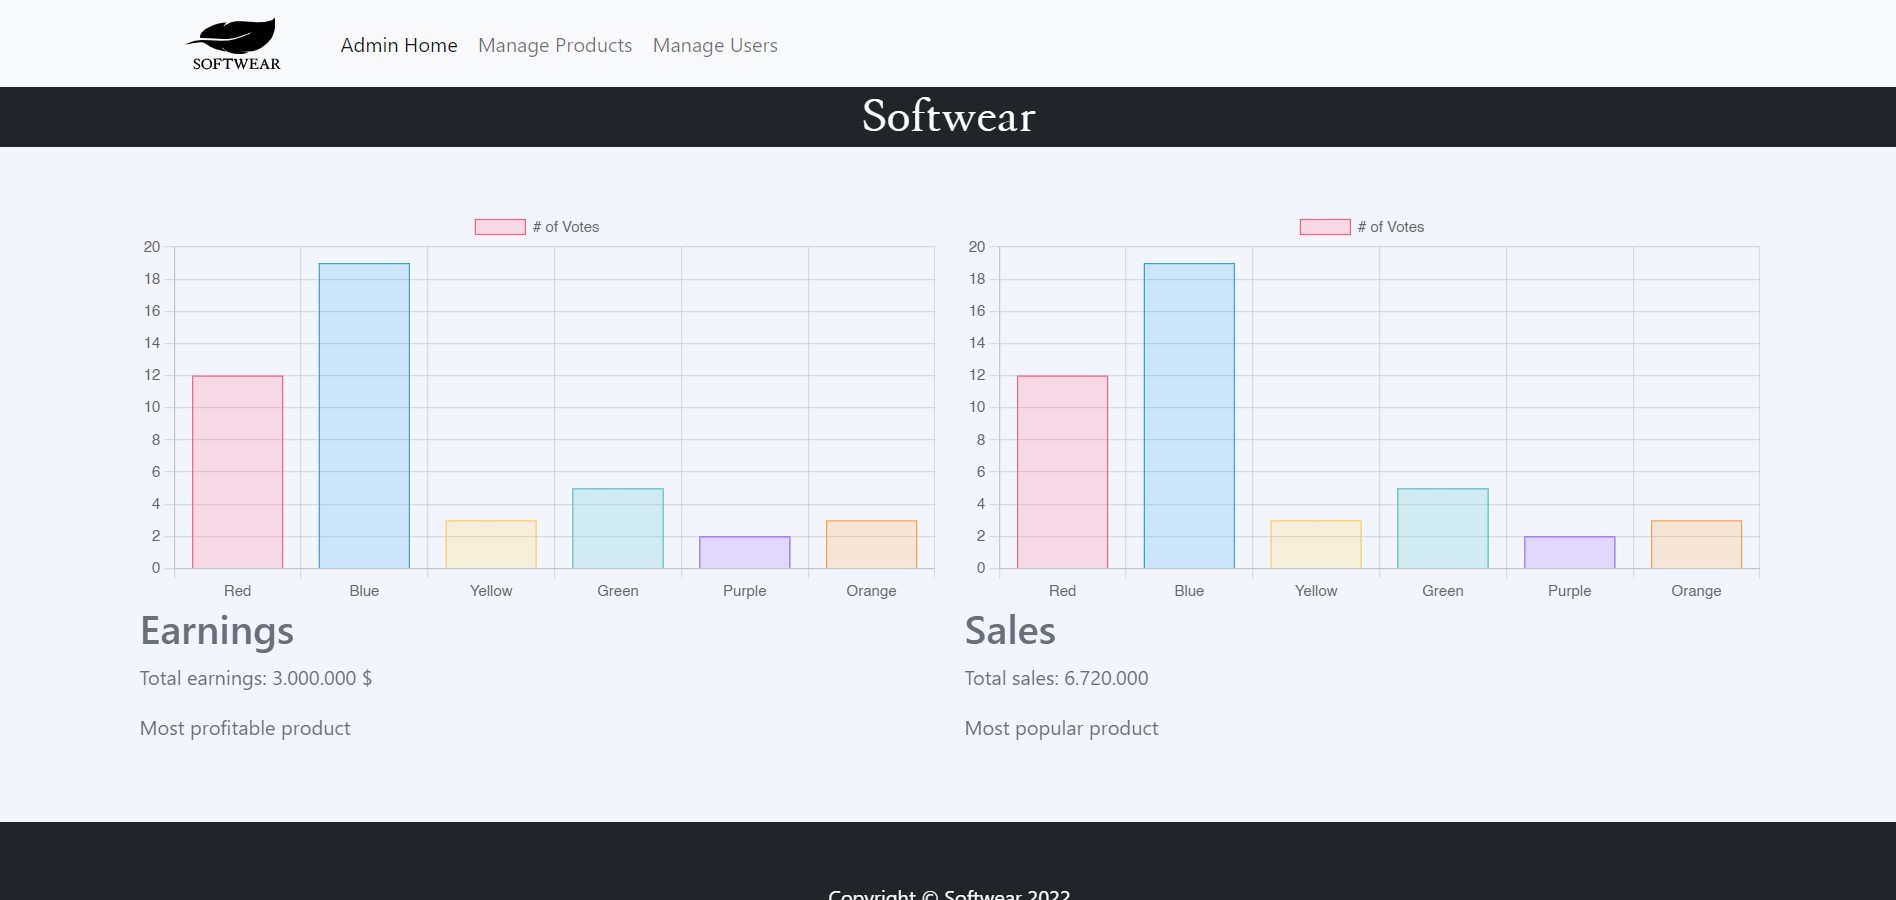 SOFTWEAR
Admin Home Manage Products Manage Users
Softwear
# of Votes
20
18
16
14
12
10
8
6
4
2
0
Red Blue Yellow Green Purple Orange
Earnings
Total earnings: 3.000.000 $
Most profitable product
# of Votes
20
18
16
14
12
10
8
6
4
2
0
Red Blue Yellow Green Purple Orange
Sales
Total sales: 6.720.000
Most popular product
Copyright © Softwear 2022